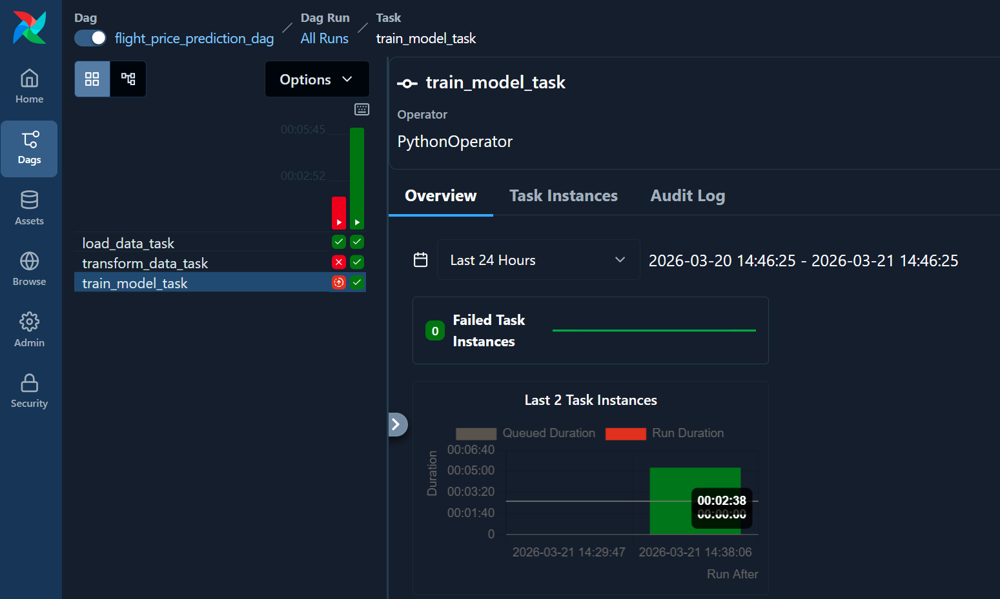 Dag
flight_price_prediction_dag
Dag Run
All Runs
Task
train_model_task
Home
Dags
Assets
Browse
Admin
Security
Options
00:05:45
00:02:52
load_data_task
transform_data_task
train_model_task
train_model_task
Operator
PythonOperator
Overview
Task Instances
Audit Log
Last 24 Hours
2026-03-20 14:46:25 - 2026-03-21 14:46:25
0
Failed Task
Instances
Last 2 Task Instances
Queued Duration
Run Duration
Duration
00:06:40
00:05:00
00:03:20
00:01:40
0
00:02:38
00:00:00
2026-03-21 14:29:47
2026-03-21 14:38:06
Run After